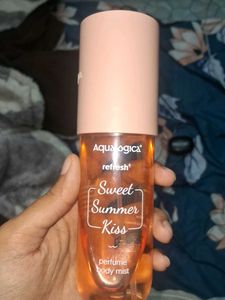 Aqualogica®
refresh+
Sweet
Summer
Kiss
perfume
body mist